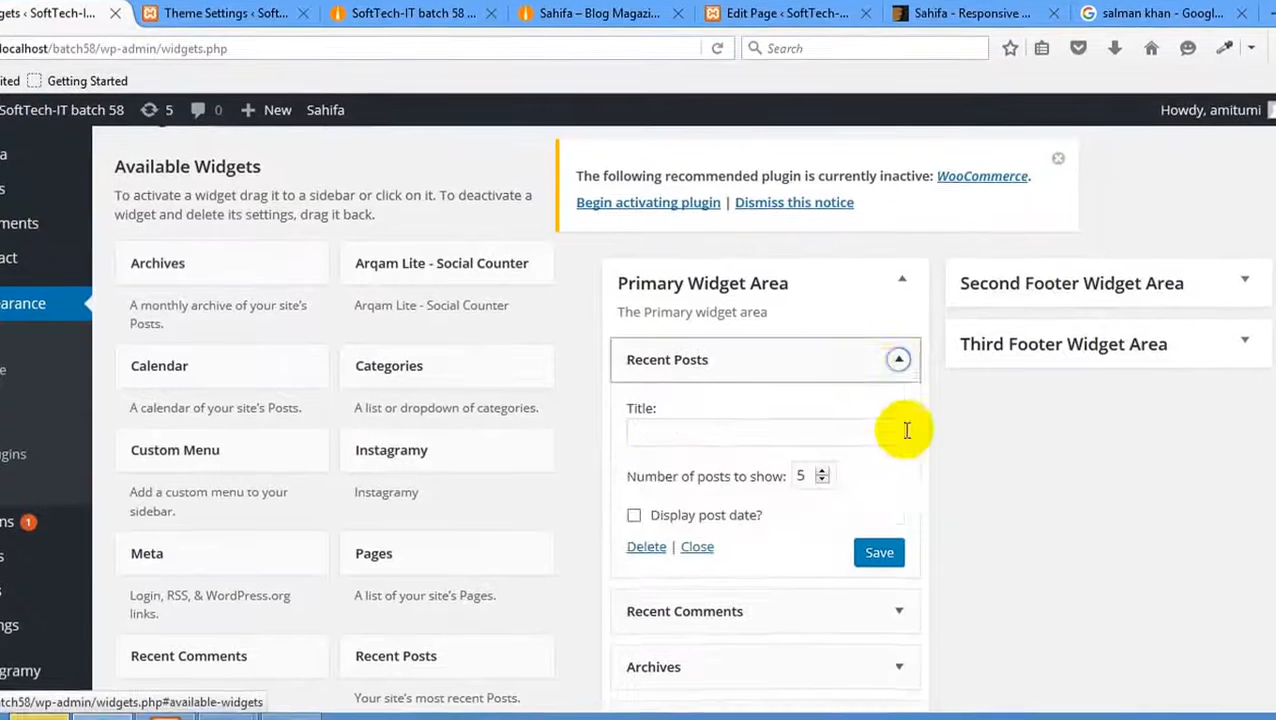 gets ‹ SoftTech-I...
Theme Settings ‹ Soft...
SoftTech-IT batch 58 ...
Sahifa – Blog Magazi...
Edit Page ‹ SoftTech-...
Sahifa - Responsive ...
salman khan - Googl...
localhost/batch58/wp-admin/widgets.php
Search
ited
Getting Started
SoftTech-IT batch 58
5
0
New
Sahifa
Howdy, amitumi
Available Widgets
To activate a widget drag it to a sidebar or click on it. To deactivate a
widget and delete its settings, drag it back.
The following recommended plugin is currently inactive: WooCommerce.
Begin activating plugin | Dismiss this notice
a
s
ments
act
earance
e
gins
ns 1
s
s
ngs
gramy
Archives
A monthly archive of your site's
Posts.
Arqam Lite - Social Counter
Arqam Lite - Social Counter
Calendar
A calendar of your site's Posts.
Categories
A list or dropdown of categories.
Custom Menu
Add a custom menu to your
sidebar.
Instagramy
Instagramy
Meta
Login, RSS, & WordPress.org
links.
Pages
A list of your site's Pages.
Recent Comments
Recent Posts
Your site's most recent Posts.
Primary Widget Area
The Primary widget area
Recent Posts
Title:
Number of posts to show: 5
Display post date?
Delete | Close
Save
Recent Comments
Archives
Second Footer Widget Area
Third Footer Widget Area
atch58/wp-admin/widgets.php#available-widgets